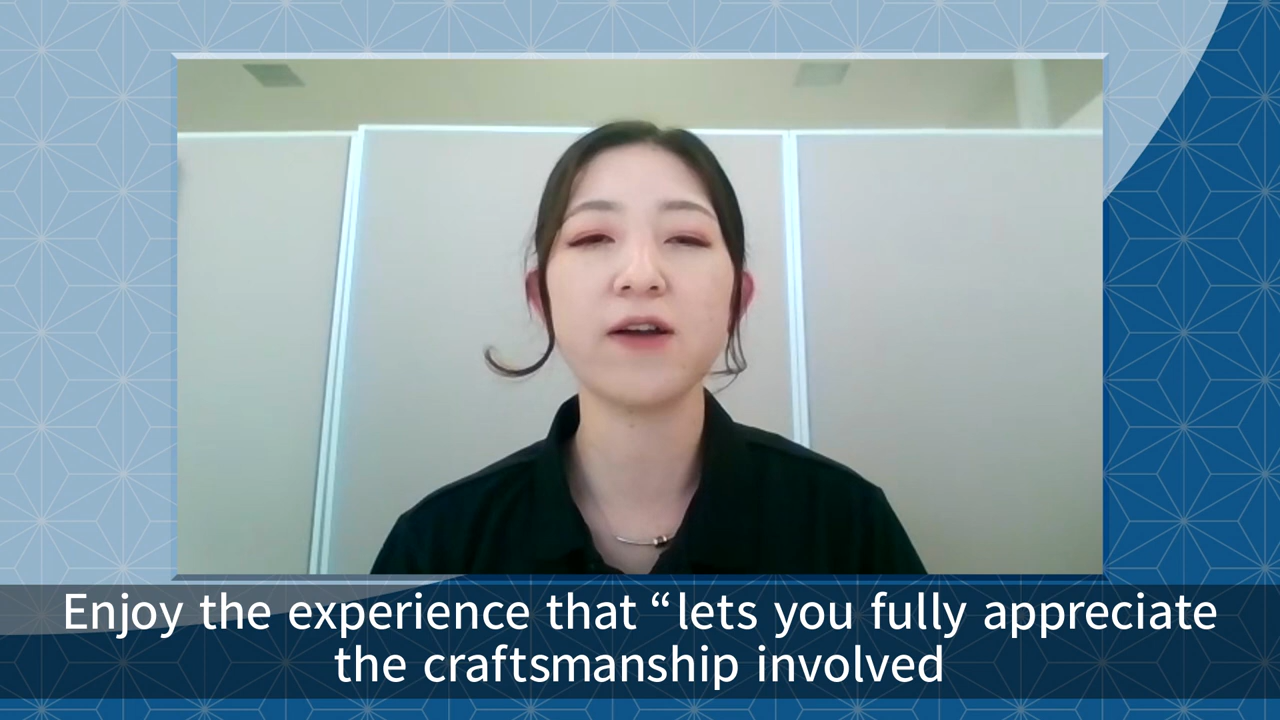 Enjoy the experience that “lets you fully appreciate
the craftsmanship involved